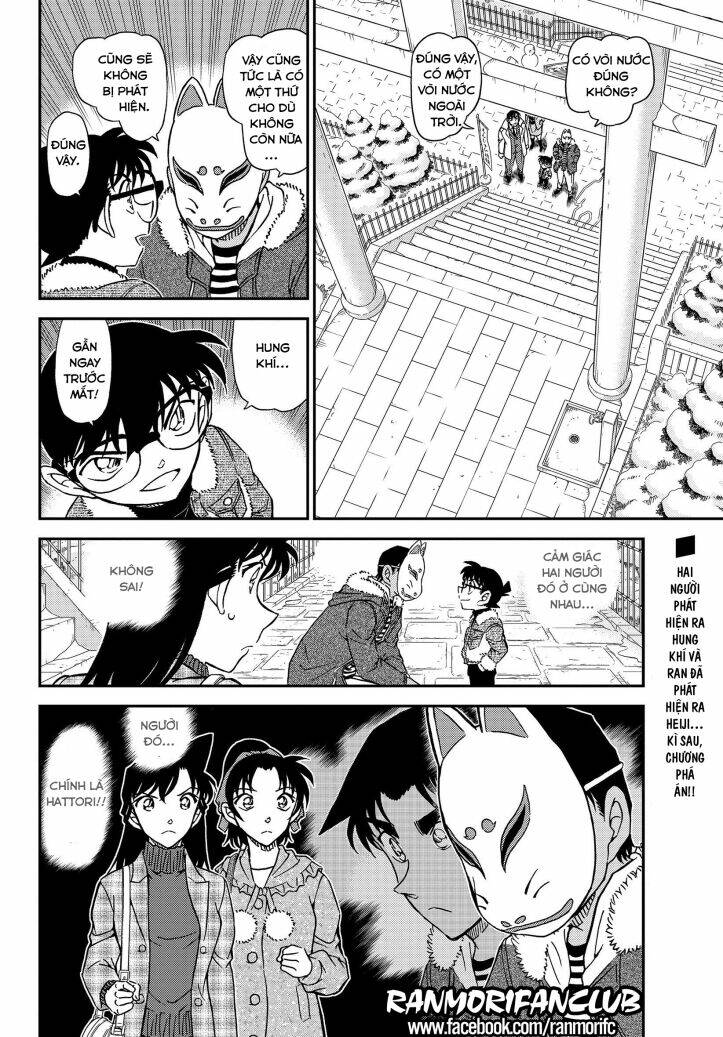 CÓ VÒI NƯỚC
ĐÚNG
KHÔNG?
ĐÚNG VẬY,
CÓ MỘT
VÒI NƯỚC
NGOÀI
TRỜI.
VẬY CŨNG
TỨC LÀ CÓ
MỘT THỨ
CHO DÙ
KHÔNG
CÒN NỮA
...
CŨNG SẼ
KHÔNG
BỊ PHÁT
HIỆN.
ĐÚNG
VẬY.
HUNG
KHÍ...
GẦN
NGAY
TRƯỚC
MẮT!
CẢM GIÁC
HAI NGƯỜI
ĐÓ Ở CÙNG
NHAU...
KHÔNG
SAI!
NGƯỜI
ĐÓ...
CHÍNH LÀ
HATTORI!!
HAI
NGƯỜI
PHÁT
HIỆN RA
HUNG
KHÍ VÀ
RAN ĐÃ
PHÁT
HIỆN RA
HEIJI...
KÌ SAU,
CHƯƠNG
PHÁ
ÁN!!
RANMORIFANCLUB
www.facebook.com/ranmorifc